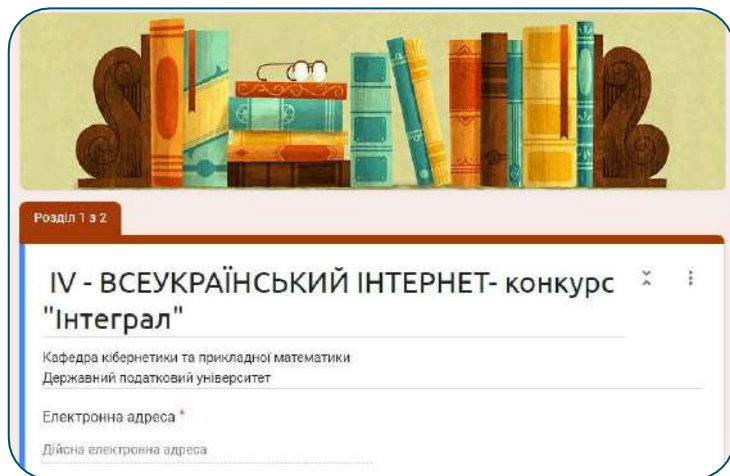 Розділ 1 з 2
IV - ВСЕУКРАЇНСЬКИЙ ІНТЕРНЕТ- конкурс
"Інтеграл"
Кафедра кібернетики та прикладної математики
Державний податковий університет
Електронна адреса *
Дійсна електронна адреса